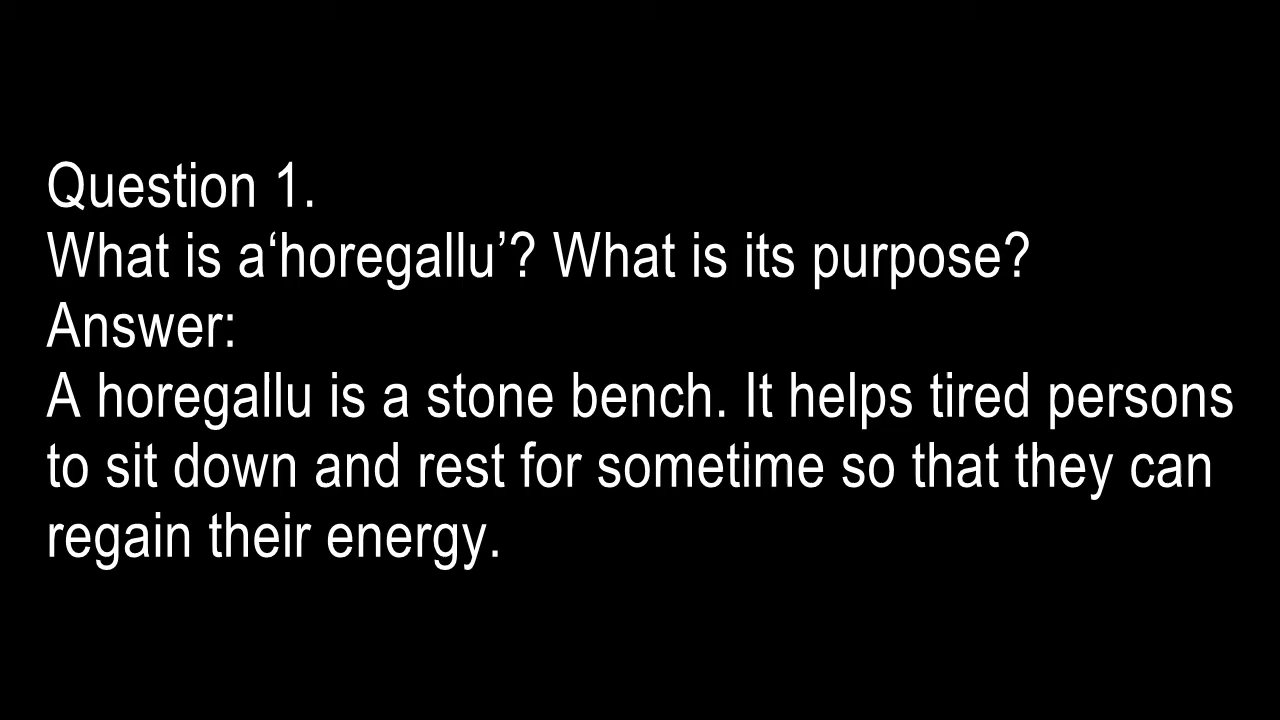 Question 1.
What is a‘horegallu’? What is its purpose?
Answer:
A horegallu is a stone bench. It helps tired persons
to sit down and rest for sometime so that they can
regain their energy.